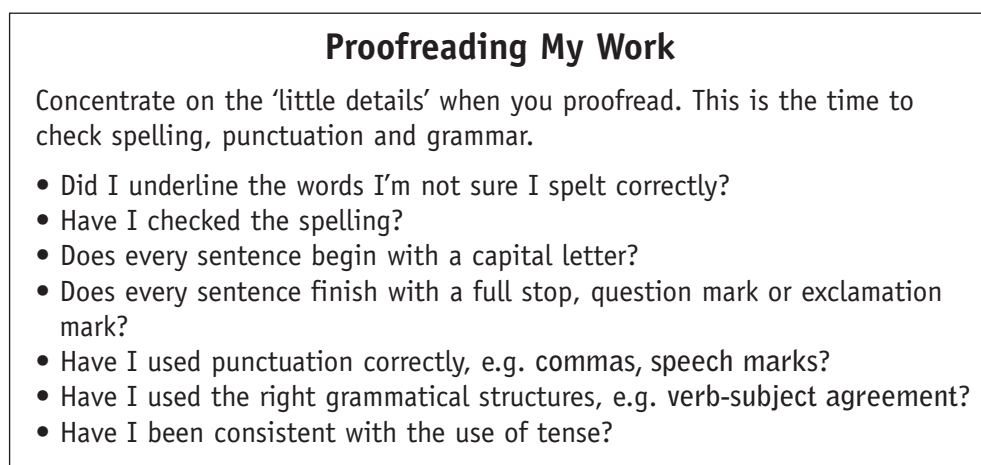 Proofreading My Work
Concentrate on the ‘little details’ when you proofread. This is the time to
check spelling, punctuation and grammar.
• Did I underline the words I’m not sure I spelt correctly?
• Have I checked the spelling?
• Does every sentence begin with a capital letter?
• Does every sentence finish with a full stop, question mark or exclamation
mark?
• Have I used punctuation correctly, e.g. commas, speech marks?
• Have I used the right grammatical structures, e.g. verb-subject agreement?
• Have I been consistent with the use of tense?